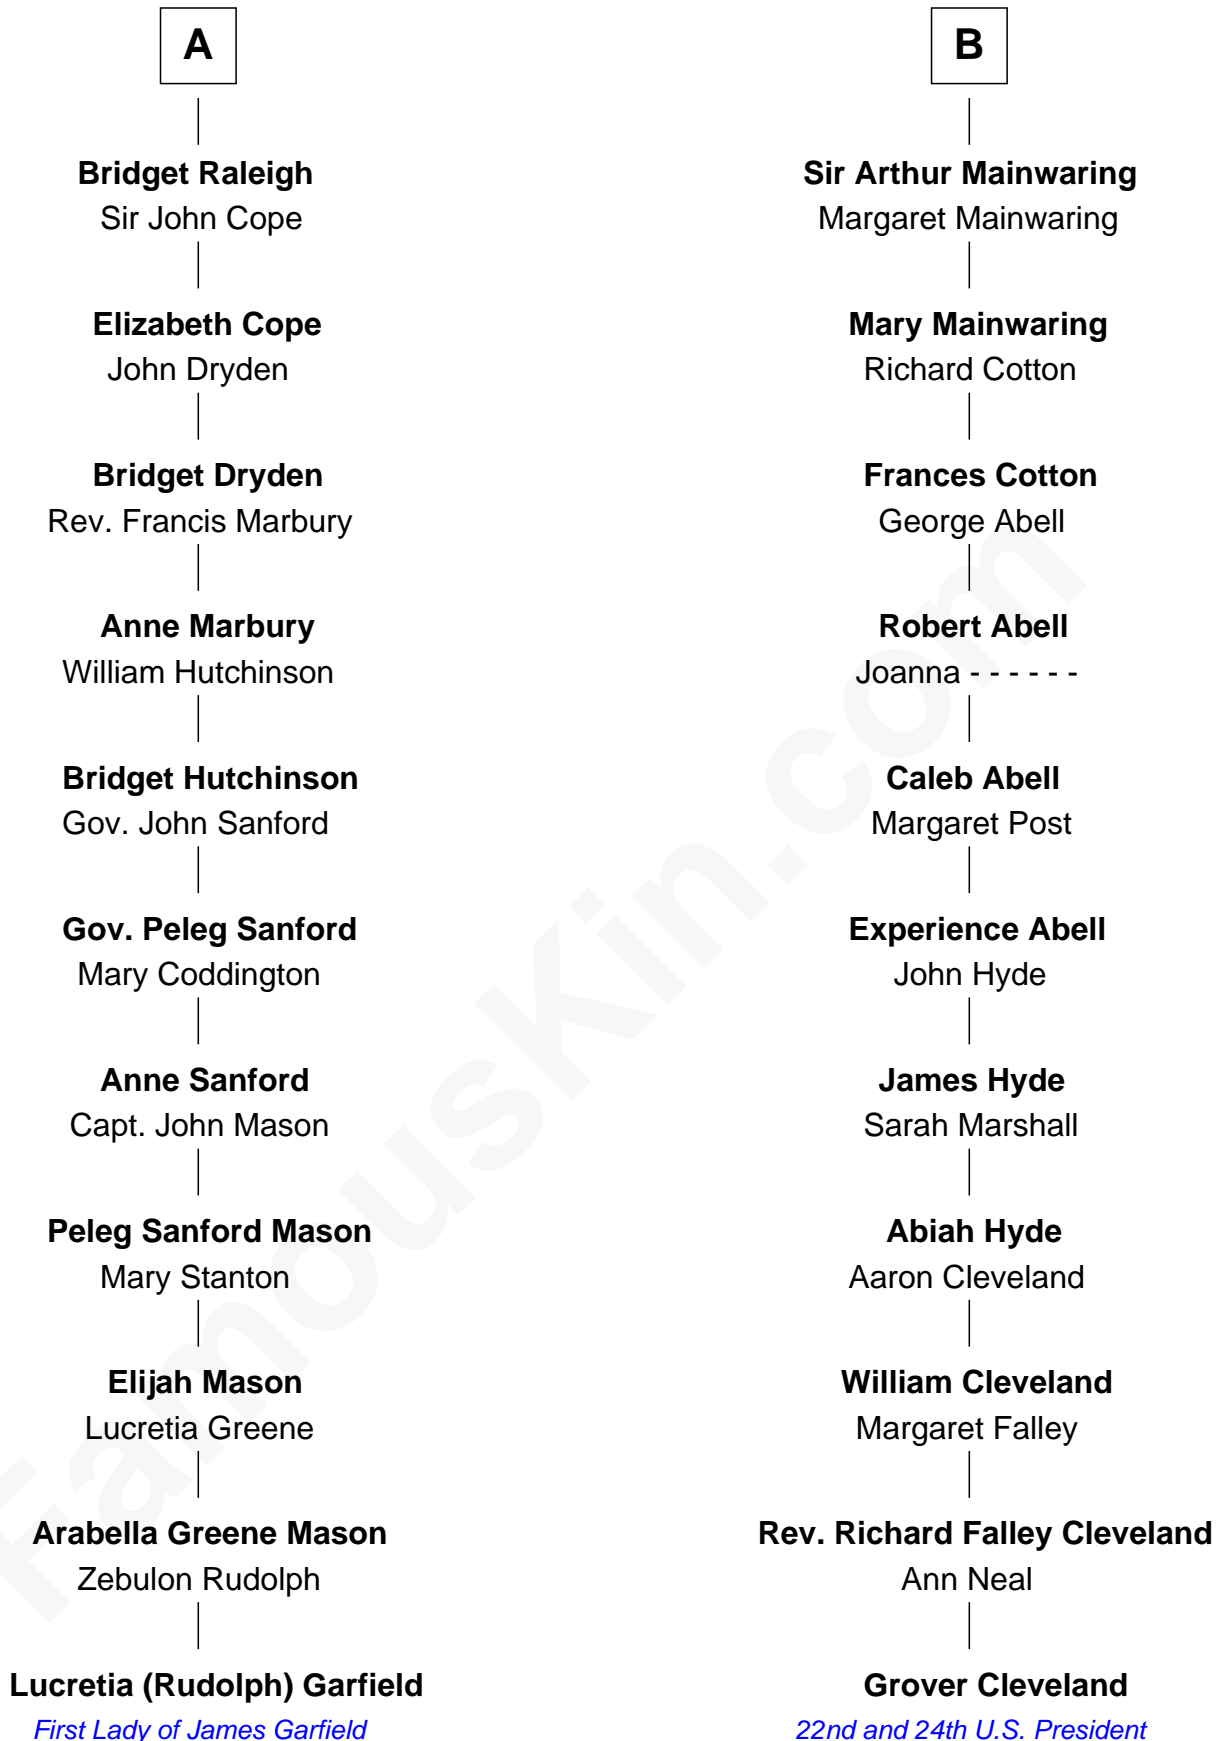 A
Bridget Raleigh
Sir John Cope
Elizabeth Cope
John Dryden
Bridget Dryden
Rev. Francis Marbury
Anne Marbury
William Hutchinson
Bridget Hutchinson
Gov. John Sanford
Gov. Peleg Sanford
Mary Coddington
Anne Sanford
Capt. John Mason
Peleg Sanford Mason
Mary Stanton
Elijah Mason
Lucretia Greene
Arabella Greene Mason
Zebulon Rudolph
Lucretia (Rudolph) Garfield
First Lady of James Garfield
B
Sir Arthur Mainwaring
Margaret Mainwaring
Mary Mainwaring
Richard Cotton
Frances Cotton
George Abell
Robert Abell
Joanna - - - - - -
Caleb Abell
Margaret Post
Experience Abell
John Hyde
James Hyde
Sarah Marshall
Abiah Hyde
Aaron Cleveland
William Cleveland
Margaret Falley
Rev. Richard Falley Cleveland
Ann Neal
Grover Cleveland
22nd and 24th U.S. President
FamousKin.com